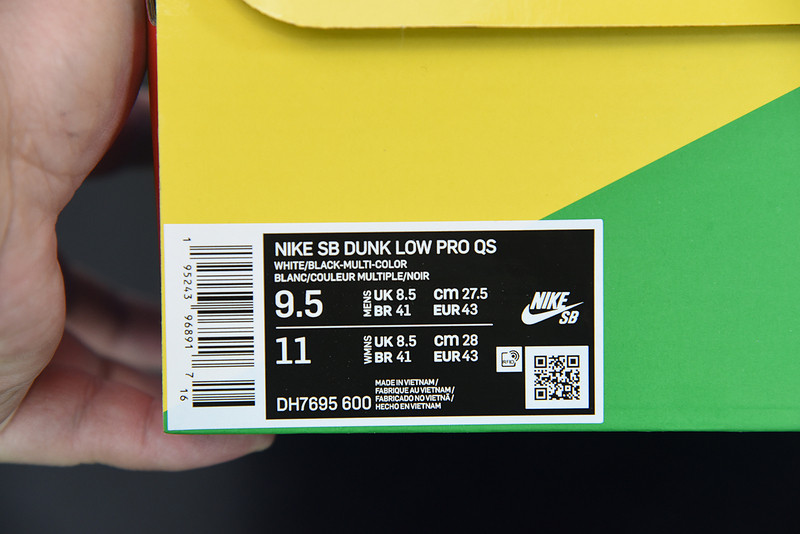 NIKE SB DUNK LOW PRO QS
WHITE/BLACK-MULTI-COLOR
BLANC/COULEUR MULTIPLE/NOIR
9.5 MENS UK 8.5 cm 27.5
BR 41 EUR 43
11 WMNS UK 8.5 cm 28
BR 41 EUR 43
DH7695 600
MADE IN VIETNAM/
FABRIQUE AU VIETNAM/
FABRICADO NO VIETNÃ/
HECHO EN VIETNAM
NIKE
SB
RFID
1 95243 96891 7 16